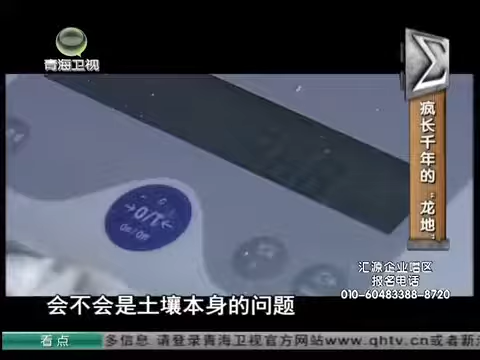 青海卫视
Σ
疯长千年的"龙地"
→0/T←
On/Off
汇源企业嘻区
报名电话
010-60483388-8720
会不会是土壤本身的问题
看点 多信息 请登录青海卫视官方网站www.qhtv.cn或者新